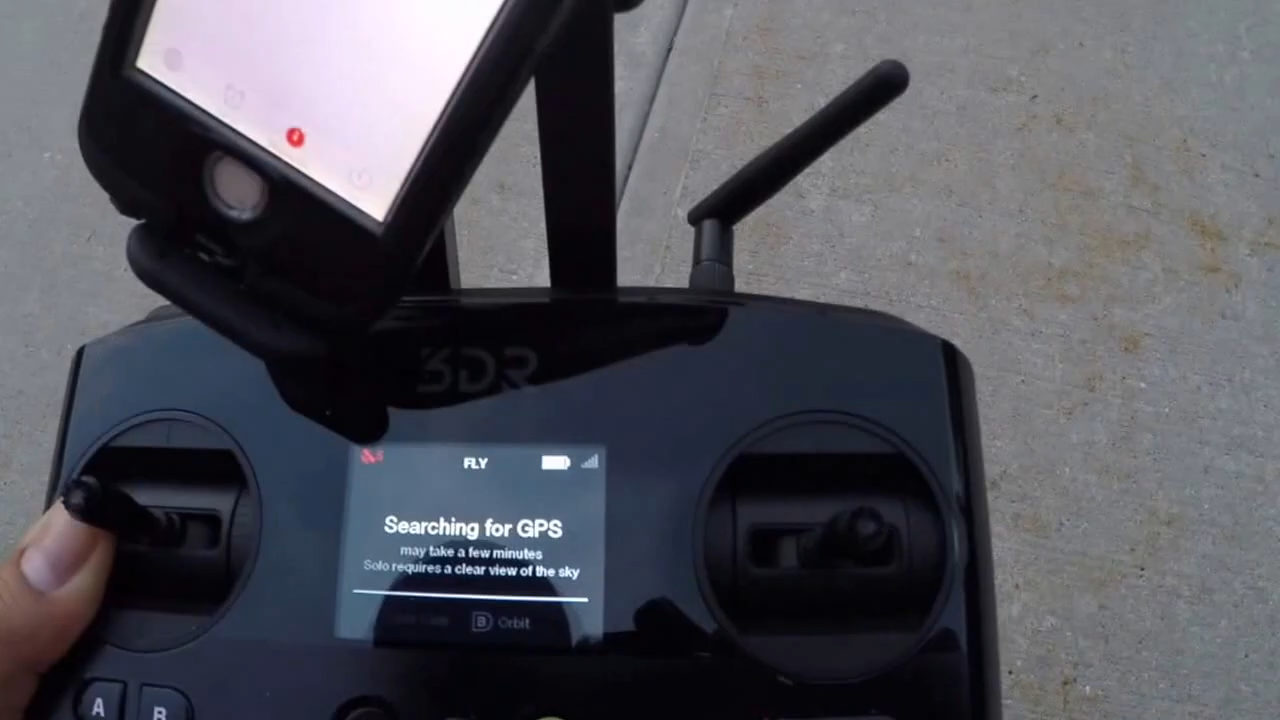 3DR
FLY
Searching for GPS
may take a few minutes
Solo requires a clear view of the sky
B Orbit
A
B